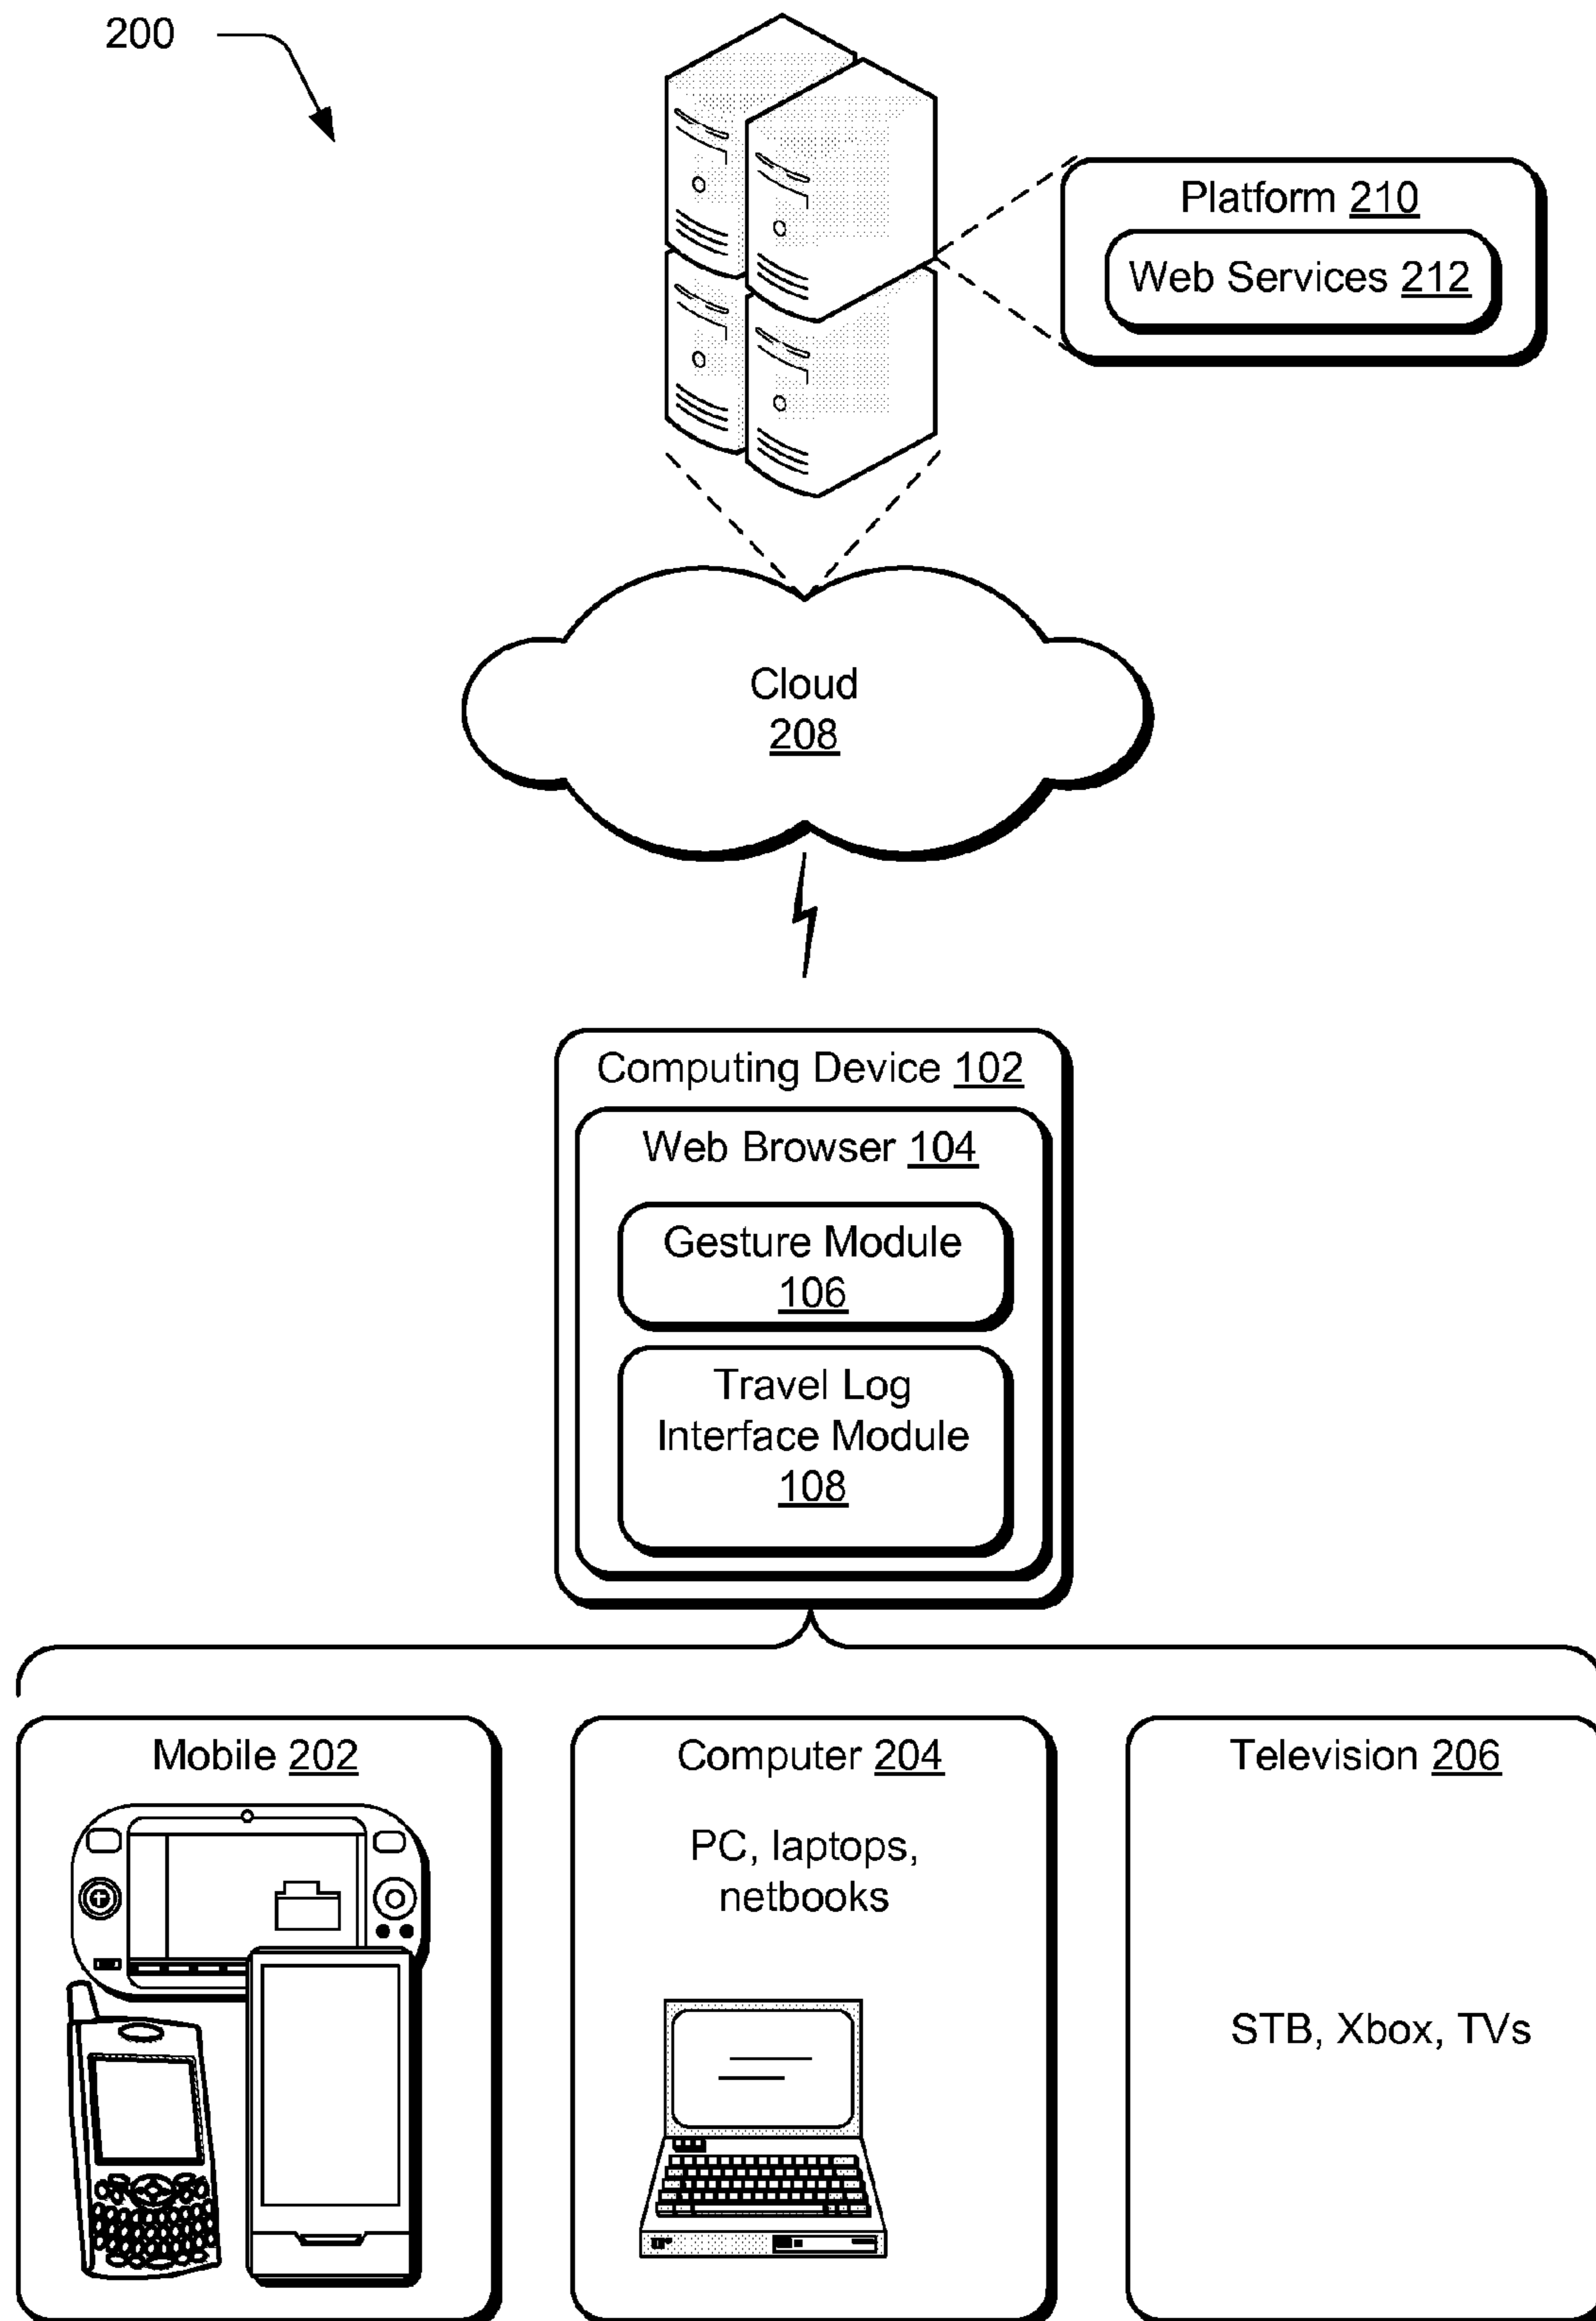 200
Platform 210
Web Services 212
Cloud
208
Computing Device 102
Web Browser 104
Gesture Module
106
Travel Log
Interface Module
108
Mobile 202
Computer 204
PC, laptops,
netbooks
Television 206
STB, Xbox, TVs